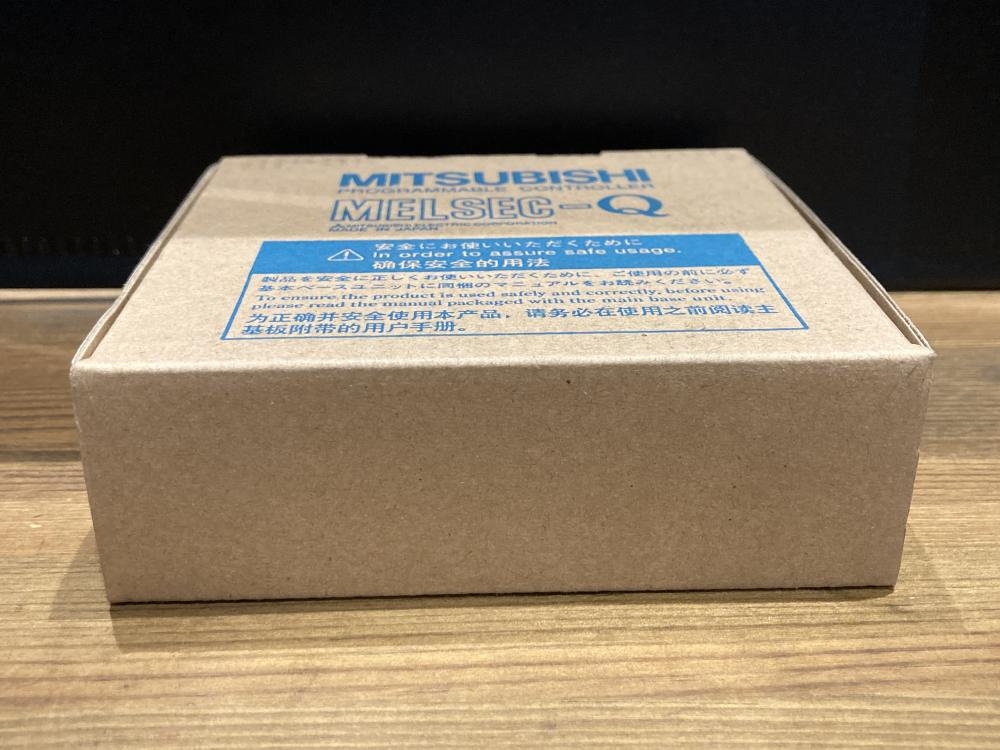 MITSUBISHI
PROGRAMMABLE CONTROLLER
MELSEC-Q
MITSUBISHI ELECTRIC CORPORATION
MADE IN JAPAN
安全にお使いいただくために
In order to assure safe usage.
确保安全的用法
製品を安全に正しくお使いいただくために、ご使用の前に必ず
基本ベースユニットに同梱のマニュアルをお読みください。
To ensure the product is used safely and correctly, before using
please read the manual packaged with the main base unit.
为正确并安全使用本产品，请务必在使用之前阅读主
基板附带的用户手册。